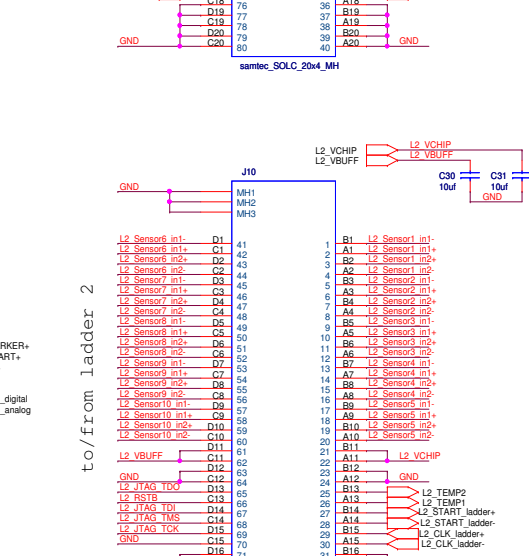 C18 76 36 A18
D19 77 37 B19
C19 78 38 A19
D20 79 39 B20
GND C20 80 40 A20 GND
samtec_SOLC_20x4_MH
L2_VCHIP L2_VCHIP
L2_VBUFF L2_VBUFF
J10
C30 C31
10uf 10uf
GND
GND MH1
MH2
MH3
L2_Sensor6_in1- D1 41 1 B1 L2_Sensor1_in1-
L2_Sensor6_in1+ C1 42 2 A1 L2_Sensor1_in1+
L2_Sensor6_in2+ D2 43 3 B2 L2_Sensor1_in2+
L2_Sensor6_in2- C2 44 4 A2 L2_Sensor1_in2-
L2_Sensor7_in1- D3 45 5 B3 L2_Sensor2_in1-
L2_Sensor7_in1+ C3 46 6 A3 L2_Sensor2_in1+
L2_Sensor7_in2+ D4 47 7 B4 L2_Sensor2_in2+
L2_Sensor7_in2- C4 48 8 A4 L2_Sensor2_in2-
L2_Sensor8_in1- D5 49 9 B5 L2_Sensor3_in1-
L2_Sensor8_in1+ C5 50 10 A5 L2_Sensor3_in1+
L2_Sensor8_in2+ D6 51 11 B6 L2_Sensor3_in2+
L2_Sensor8_in2- C6 52 12 A6 L2_Sensor3_in2-
L2_Sensor9_in1- D7 53 13 B7 L2_Sensor4_in1-
L2_Sensor9_in1+ C7 54 14 A7 L2_Sensor4_in1+
L2_Sensor9_in2+ D8 55 15 B8 L2_Sensor4_in2+
L2_Sensor9_in2- C8 56 16 A8 L2_Sensor4_in2-
L2_Sensor10_in1- D9 57 17 B9 L2_Sensor5_in1-
L2_Sensor10_in1+ C9 58 18 A9 L2_Sensor5_in1+
L2_Sensor10_in2+ D10 59 19 B10 L2_Sensor5_in2+
L2_Sensor10_in2- C10 60 20 A10 L2_Sensor5_in2-
D11 61 21 B11
L2_VBUFF C11 62 22 A11 L2_VCHIP
D12 63 23 B12
GND C12 64 24 A12 GND
L2_JTAG_TDO D13 65 25 B13 L2_TEMP2
L2_RSTB C13 66 26 A13 L2_TEMP1
L2_JTAG_TDI D14 67 27 B14 L2_START_ladder+
L2_JTAG_TMS C14 68 28 A14 L2_START_ladder-
L2_JTAG_TCK D15 69 29 B15 L2_CLK_ladder+
GND C15 70 30 A15 L2_CLK_ladder-
D16 71 31 B16
to/from ladder 2
RKER+
ART+
_digital
_analog